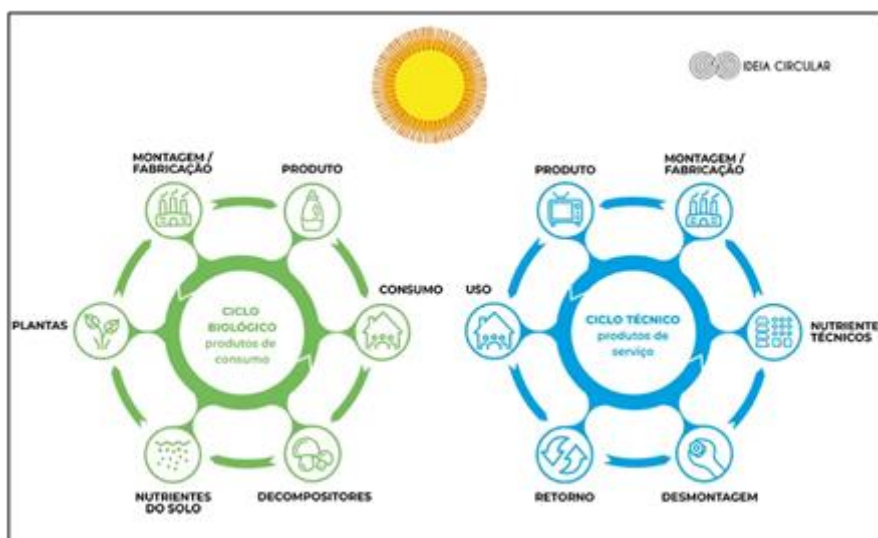 IDEIA CIRCULAR
MONTAGEM /
FABRICAÇÃO
PRODUTO
CONSUMO
DECOMPOSITORES
NUTRIENTES
DO SOLO
PLANTAS
CICLO
BIOLÓGICO
produtos de
consumo
PRODUTO
MONTAGEM /
FABRICAÇÃO
NUTRIENTE
TÉCNICOS
DESMONTAGEM
RETORNO
USO
CICLO TÉCNICO
produtos de
serviço